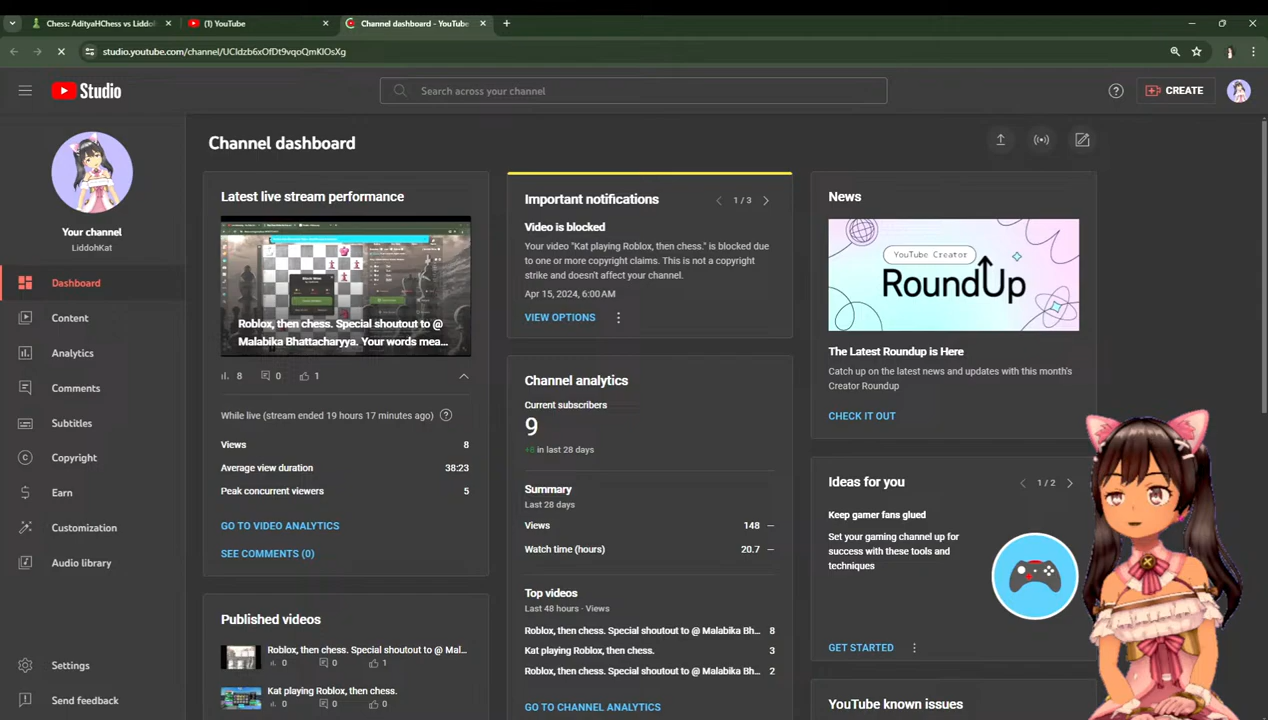 Chess: AdityaHChess vs Liddol
(1) YouTube
Channel dashboard - YouTube
studio.youtube.com/channel/UCIdzb6xOfDt9vqoQmKlOsXg
Studio
Search across your channel
CREATE
Your channel
LiddohKat
Dashboard
Content
Analytics
Comments
Subtitles
Copyright
Earn
Customization
Audio library
Settings
Send feedback
Channel dashboard
Latest live stream performance
Roblox, then chess. Special shoutout to @
Malabika Bhattacharyya. Your words mea...
8
0
1
While live (stream ended 19 hours 17 minutes ago)
Views 8
Average view duration 38:23
Peak concurrent viewers 5
GO TO VIDEO ANALYTICS
SEE COMMENTS (0)
Published videos
Roblox, then chess. Special shoutout to @ Mal...
0 0 1
Kat playing Roblox, then chess.
0 0 0
Important notifications
1 / 3
Video is blocked
Your video "Kat playing Roblox, then chess." is blocked due
to one or more copyright claims. This is not a copyright
strike and doesn't affect your channel.
Apr 15, 2024, 6:00 AM
VIEW OPTIONS
Channel analytics
Current subscribers
9
+8 in last 28 days
Summary
Last 28 days
Views 148 —
Watch time (hours) 20.7 —
Top videos
Last 48 hours · Views
Roblox, then chess. Special shoutout to @ Malabika Bh... 8
Kat playing Roblox, then chess. 3
Roblox, then chess. Special shoutout to @ Malabika Bh... 2
GO TO CHANNEL ANALYTICS
News
YouTube Creator
RoundUp
The Latest Roundup is Here
Catch up on the latest news and updates with this month's
Creator Roundup
CHECK IT OUT
Ideas for you
1 / 2
Keep gamer fans glued
Set your gaming channel up for
success with these tools and
techniques
GET STARTED
YouTube known issues